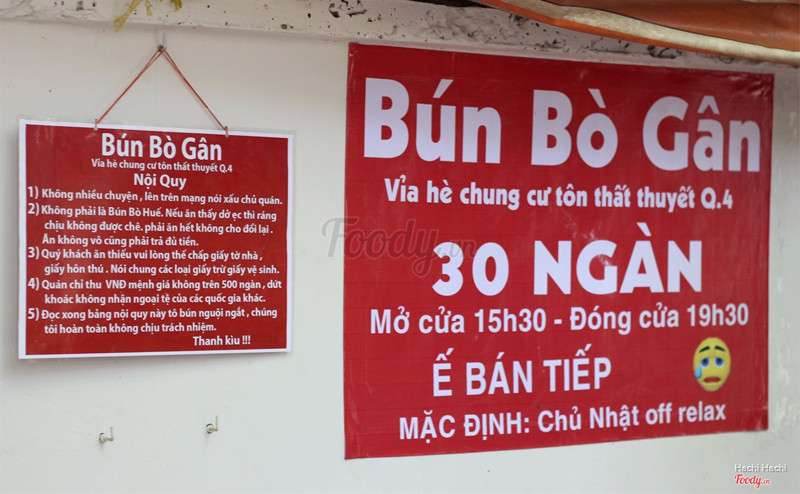 Bún Bò Gân
Vỉa hè chung cư tôn thất thuyết Q.4
Nội Quy
1) Không nhiều chuyện , lên trên mạng nói xấu chủ quán.
2) Không phải là Bún Bò Huế. Nếu ăn thấy dở ẹc thì ráng
chịu không được chê. phải ăn hết không cho đổi lại .
Ăn không vô cũng phải trả đủ tiền.
3) Quý khách ăn thiếu vui lòng thế chấp giấy tờ nhà ,
giấy hôn thú . Nói chung các loại giấy trừ giấy vệ sinh.
4) Quán chỉ thu VNĐ mệnh giá không trên 500 ngàn , dứt
khoác không nhận ngoại tệ của các quốc gia khác.
5) Đọc xong bảng nội quy này tô bún nguội ngắt , chúng
tôi hoàn toàn không chịu trách nhiệm.
Thank kìu !!!
Bún Bò Gân
Vỉa hè chung cư tôn thất thuyết Q.4
30 NGÀN
Mở cửa 15h30 - Đóng cửa 19h30
Ế BÁN TIẾP
MẶC ĐỊNH: Chủ Nhật off relax
Foody.vn
Hachi Hachi
Foody.vn